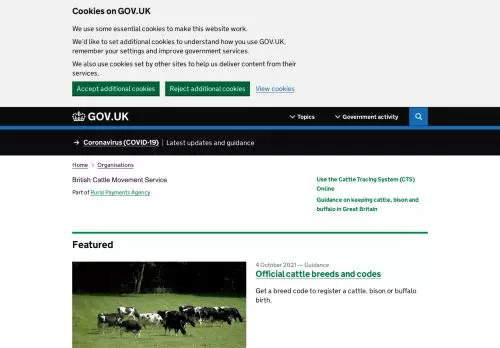 Cookies on GOV.UK
We use some essential cookies to make this website work.
We'd like to set additional cookies to understand how you use GOV.UK,
remember your settings and improve government services.
We also use cookies set by other sites to help us deliver content from their
services.
Accept additional cookies Reject additional cookies View cookies
GOV.UK Topics Government activity
→ Coronavirus (COVID-19) Latest updates and guidance
Home Organisations
British Cattle Movement Service
Part of Rural Payments Agency
Use the Cattle Tracing System (CTS)
Online
Guidance on keeping cattle, bison and
buffalo in Great Britain
Featured
4 October 2021 — Guidance
Official cattle breeds and codes
Get a breed code to register a cattle, bison or buffalo
birth.